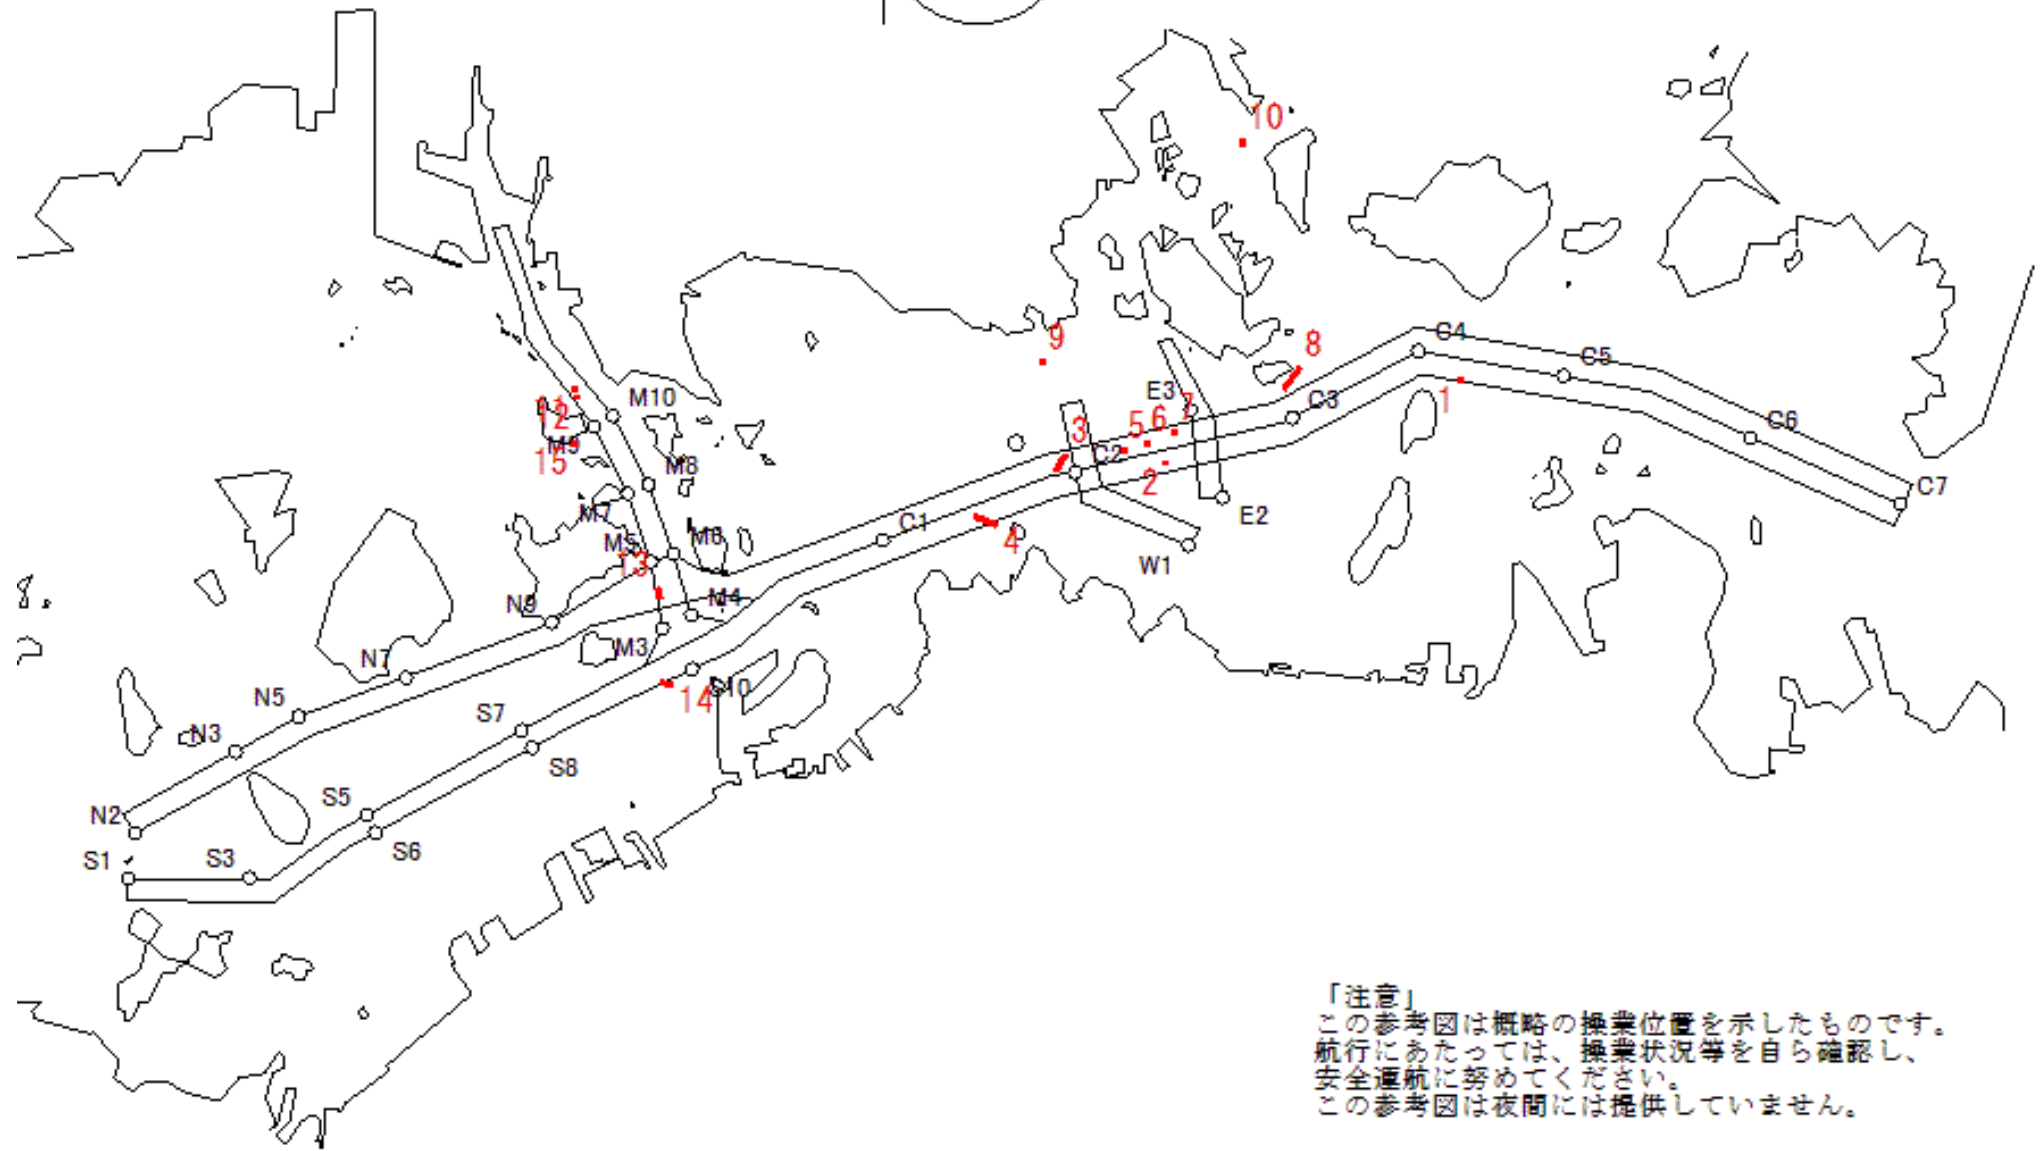 10
9
8
C4
C5
1
E3
7
6
5
3
C3
C2
2
C6
C7
E2
C1
4
W1
M10
11
12
M9
15
M8
M7
M6
M5
13
M4
N9
M3
N7
N5
N3
N2
S1
S3
S5
S6
S7
S8
14
M10
「注意」
この参考図は概略の操業位置を示したものです。
航行にあたっては、操業状況等を自ら確認し、
安全運航に努めてください。
この参考図は夜間には提供していません。